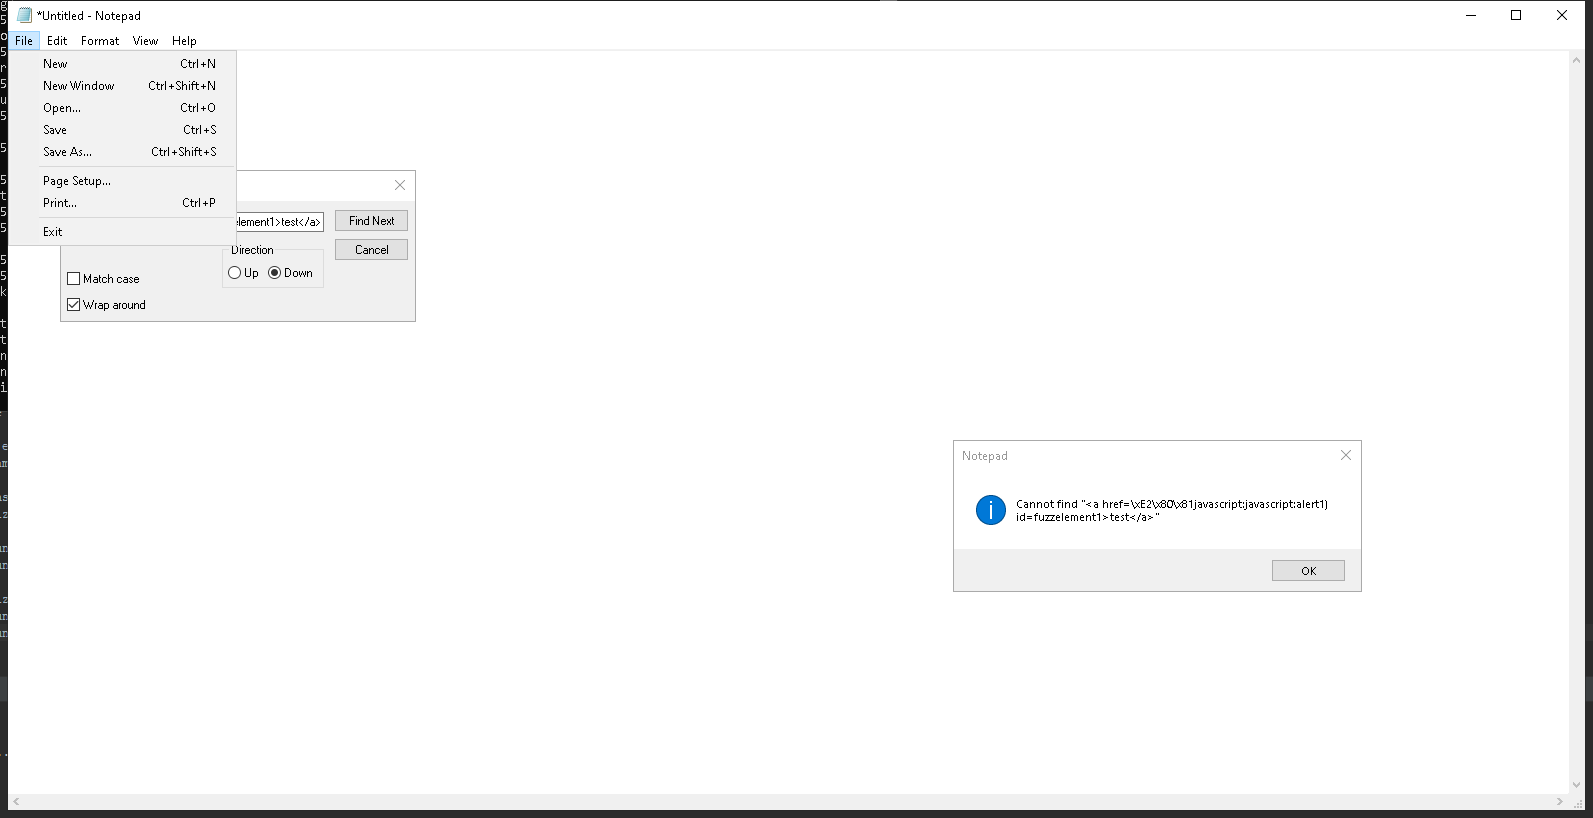 *Untitled - Notepad
File Edit Format View Help
New Ctrl+N
New Window Ctrl+Shift+N
Open... Ctrl+O
Save Ctrl+S
Save As... Ctrl+Shift+S
Page Setup...
Print... Ctrl+P
Exit
element1>test</a> Find Next
Direction Cancel
Up Down
Match case
Wrap around
Notepad
Cannot find "<a href=\xE2\x80\x81javascript:javascript:alert1)
id=fuzzelement1>test</a>"
OK